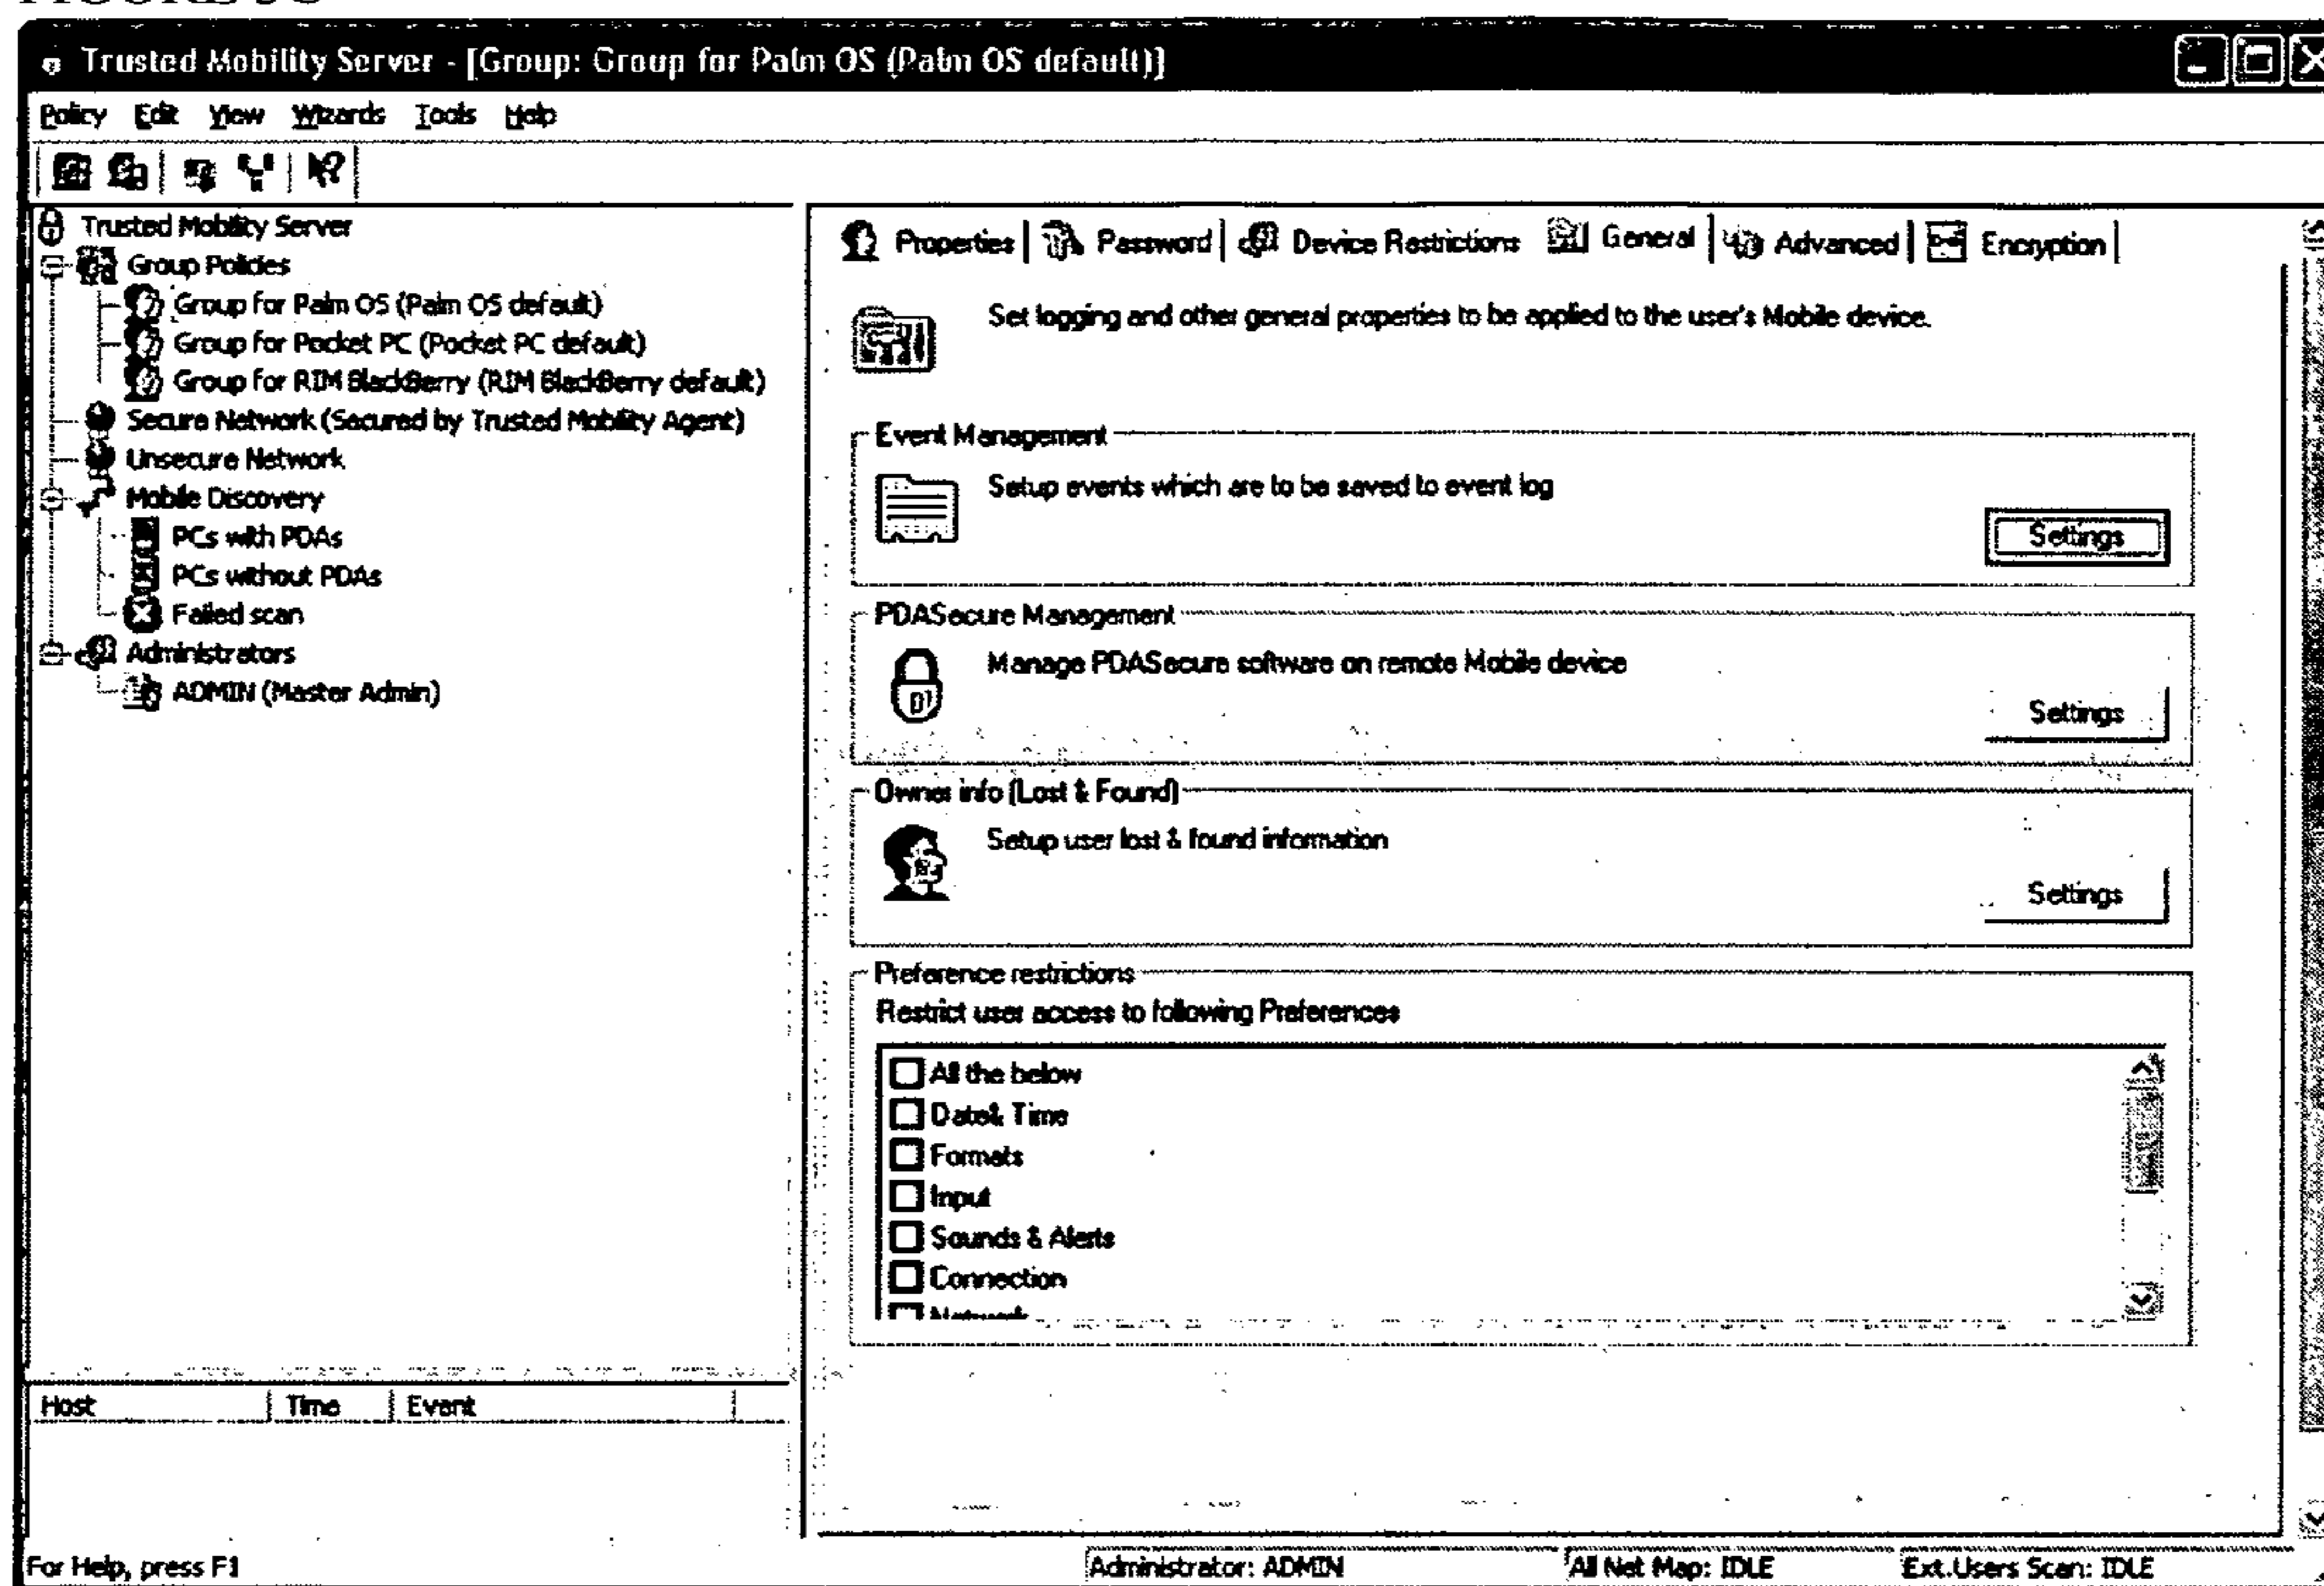 Trusted Mobility Server - [Group: Group for Palm OS (Palm OS default)]
Policy Edit View Wizards Tools Help
Trusted Mobility Server
Group Policies
Group for Palm OS (Palm OS default)
Group for Pocket PC (Pocket PC default)
Group for RIM BlackBerry (RIM BlackBerry default)
Secure Network (Secured by Trusted Mobility Agent)
Unsecure Network
Mobile Discovery
PCs with PDAs
PCs without PDAs
Failed scan
Administrators
ADMIN (Master Admin)
Host Time Event
Properties Password Device Restrictions General Advanced Encryption
Set logging and other general properties to be applied to the user's Mobile device.
Event Management
Setup events which are to be saved to event log
Settings
PDASecure Management
Manage PDASecure software on remote Mobile device
Settings
Owner info (Lost & Found)
Setup user lost & found information
Settings
Preference restrictions
Restrict user access to following Preferences
All the below
Date& Time
Formats
Input
Sounds & Alerts
Connection
Network
For Help, press F1 Administrator: ADMIN All Net Map: IDLE Ext.Users Scan: IDLE